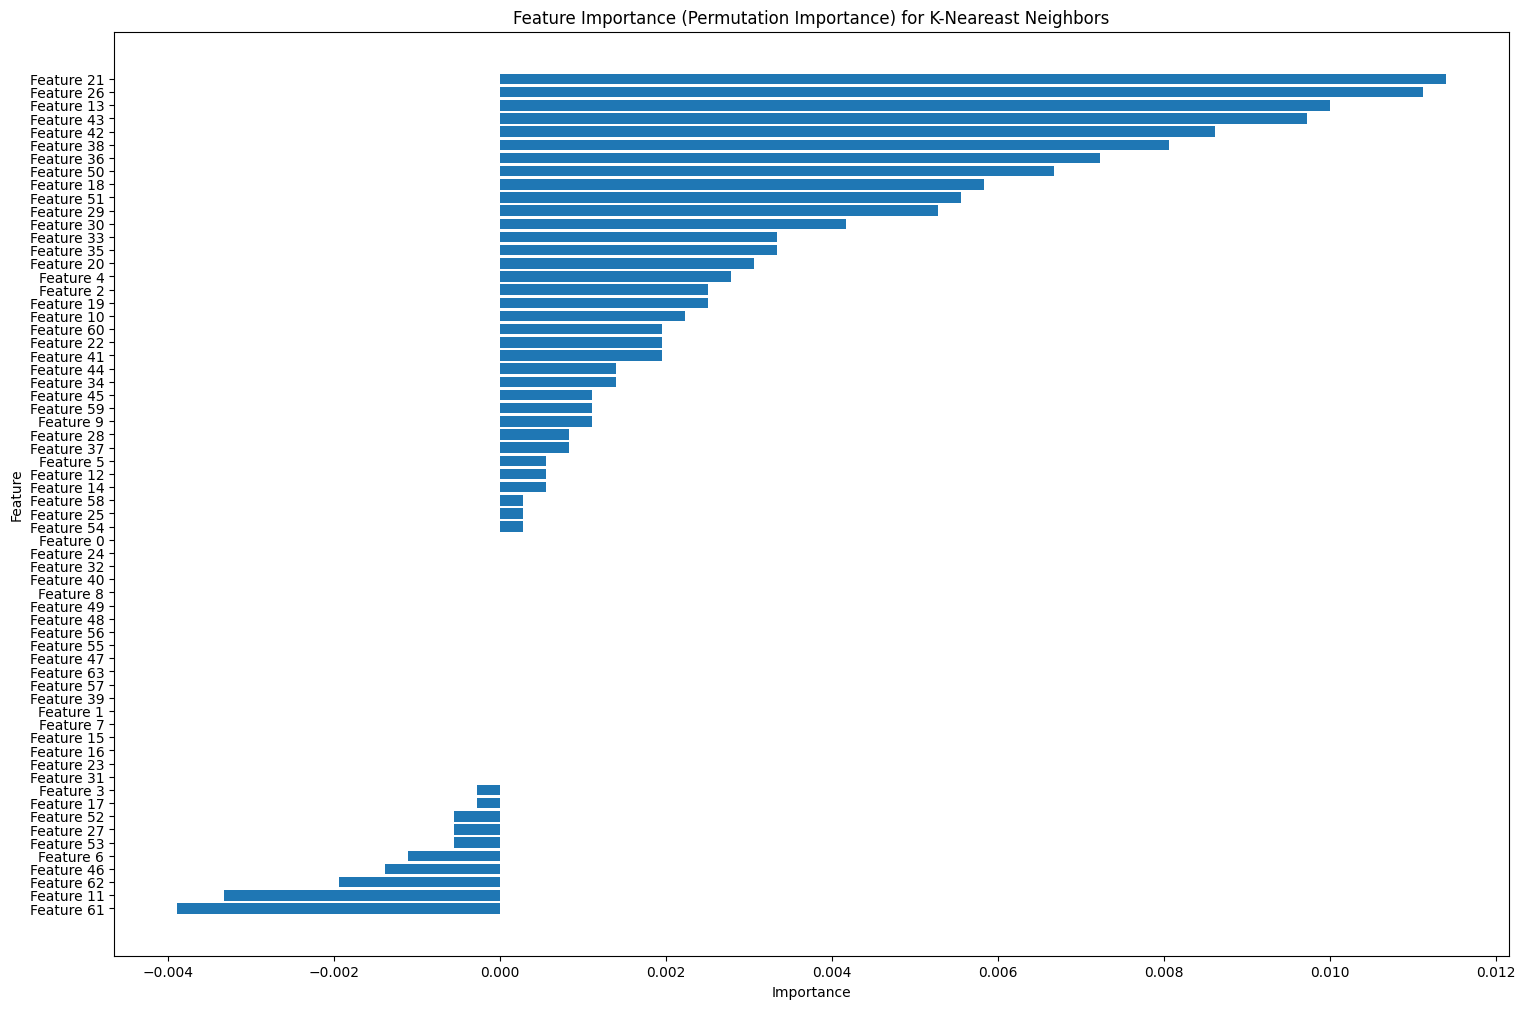 Feature Importance (Permutation Importance) for K-Neareast Neighbors
Feature 21
Feature 26
Feature 13
Feature 43
Feature 42
Feature 38
Feature 36
Feature 50
Feature 18
Feature 51
Feature 29
Feature 30
Feature 33
Feature 35
Feature 20
Feature 4
Feature 2
Feature 19
Feature 10
Feature 60
Feature 22
Feature 41
Feature 44
Feature 34
Feature 45
Feature 59
Feature 9
Feature 28
Feature 37
Feature 5
Feature 12
Feature 14
Feature 58
Feature 25
Feature 54
Feature 0
Feature 24
Feature 32
Feature 40
Feature 8
Feature 49
Feature 48
Feature 56
Feature 55
Feature 47
Feature 63
Feature 57
Feature 39
Feature 1
Feature 7
Feature 15
Feature 16
Feature 23
Feature 31
Feature 3
Feature 17
Feature 52
Feature 27
Feature 53
Feature 6
Feature 46
Feature 62
Feature 11
Feature 61
Feature
−0.004 −0.002 0.000 0.002 0.004 0.006 0.008 0.010 0.012
Importance